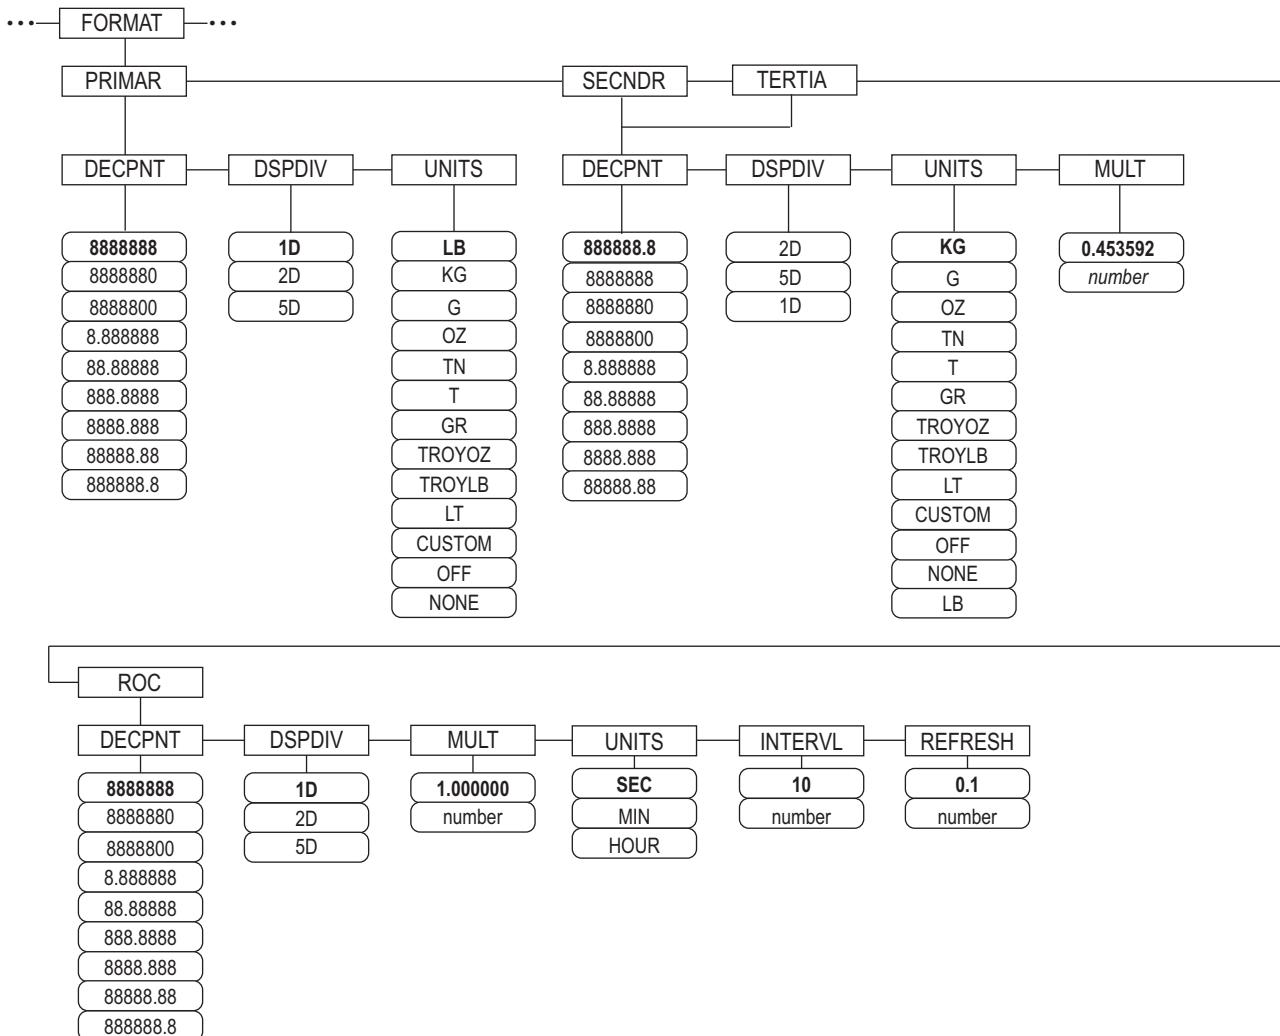 ••• FORMAT •••
PRIMAR SECNDR TERTIA
DECPNT DSPDIV UNITS DECPNT DSPDIV UNITS MULT
8888888 1D LB 888888.8 2D KG 0.453592
8888880 2D KG 8888888 5D G number
8888800 5D G 8888880 1D OZ
8.888888 OZ 8888800 TN
88.88888 TN 8.888888 T
888.8888 T 88.88888 GR
8888.888 GR 888.8888 TROYOZ
88888.88 TROYOZ 8888.888 TROYLB
888888.8 TROYLB 88888.88 LT
LT CUSTOM
CUSTOM OFF
OFF NONE
NONE LB
ROC
DECPNT DSPDIV MULT UNITS INTERVL REFRESH
8888888 1D 1.000000 SEC 10 0.1
8888880 2D number MIN number number
8888800 5D HOUR
8.888888
88.88888
888.8888
8888.888
88888.88
888888.8